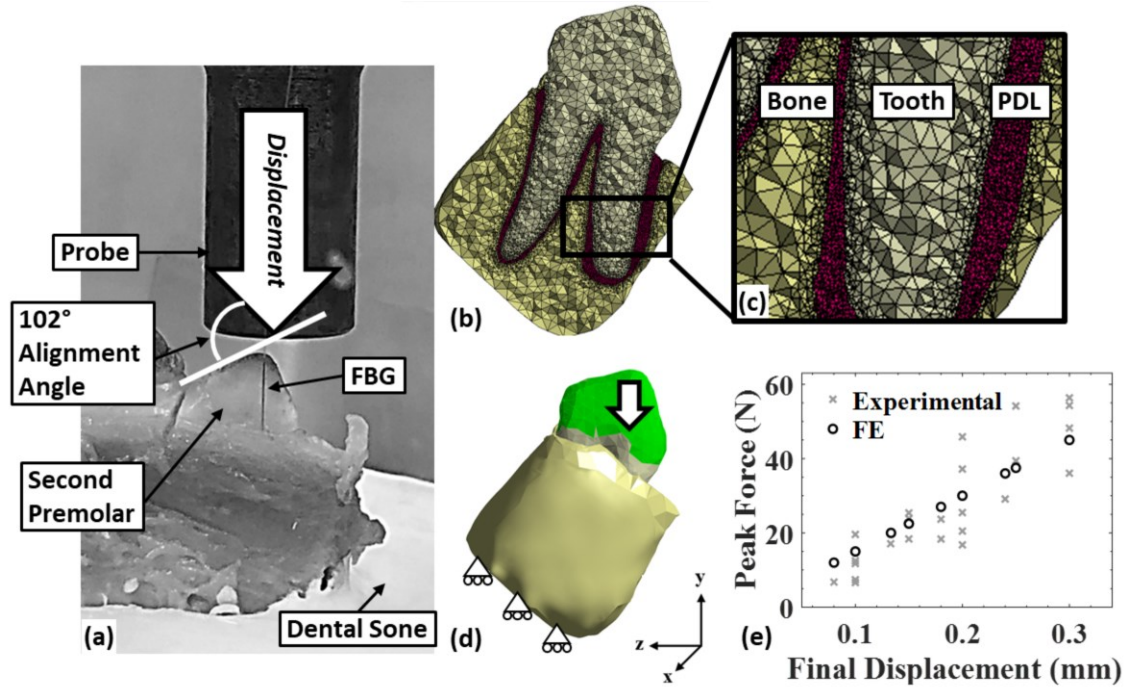 (a)
Displacement
Probe
102°
Alignment
Angle
FBG
Second
Premolar
Dental Sone
(b)
Bone
Tooth
PDL
(c)
(d)
y
z
x
(e)
Peak Force (N)
60
40
20
0
× Experimental
○ FE
0.1
0.2
0.3
Final Displacement (mm)